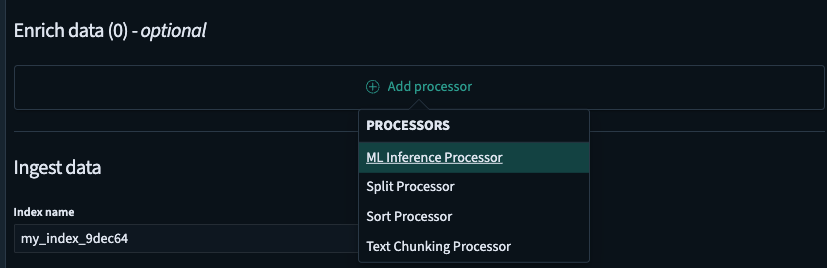 Enrich data (0) - optional
Add processor
PROCESSORS
ML Inference Processor
Split Processor
Sort Processor
Text Chunking Processor
Ingest data
Index name
my_index_9dec64